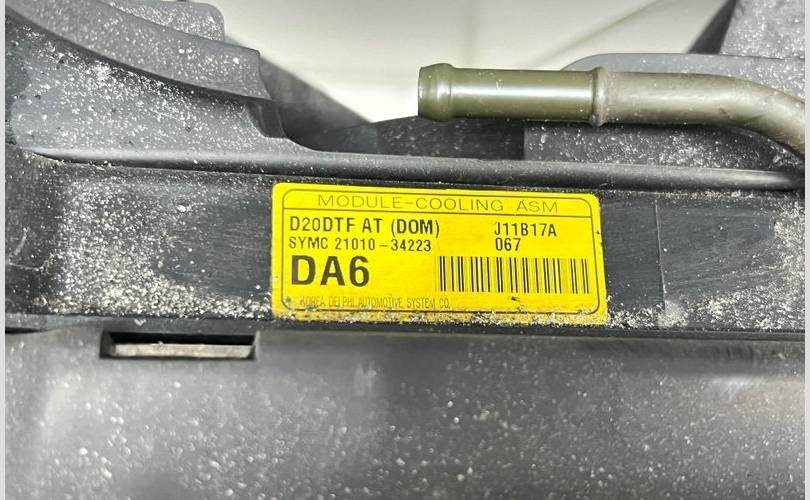 MODULE-COOLING ASM
D20DTF AT (DOM) J11B17A
SYMC 21010-34223 067
DA6
KOREA DELPHI AUTOMOTIVE SYSTEM CO.